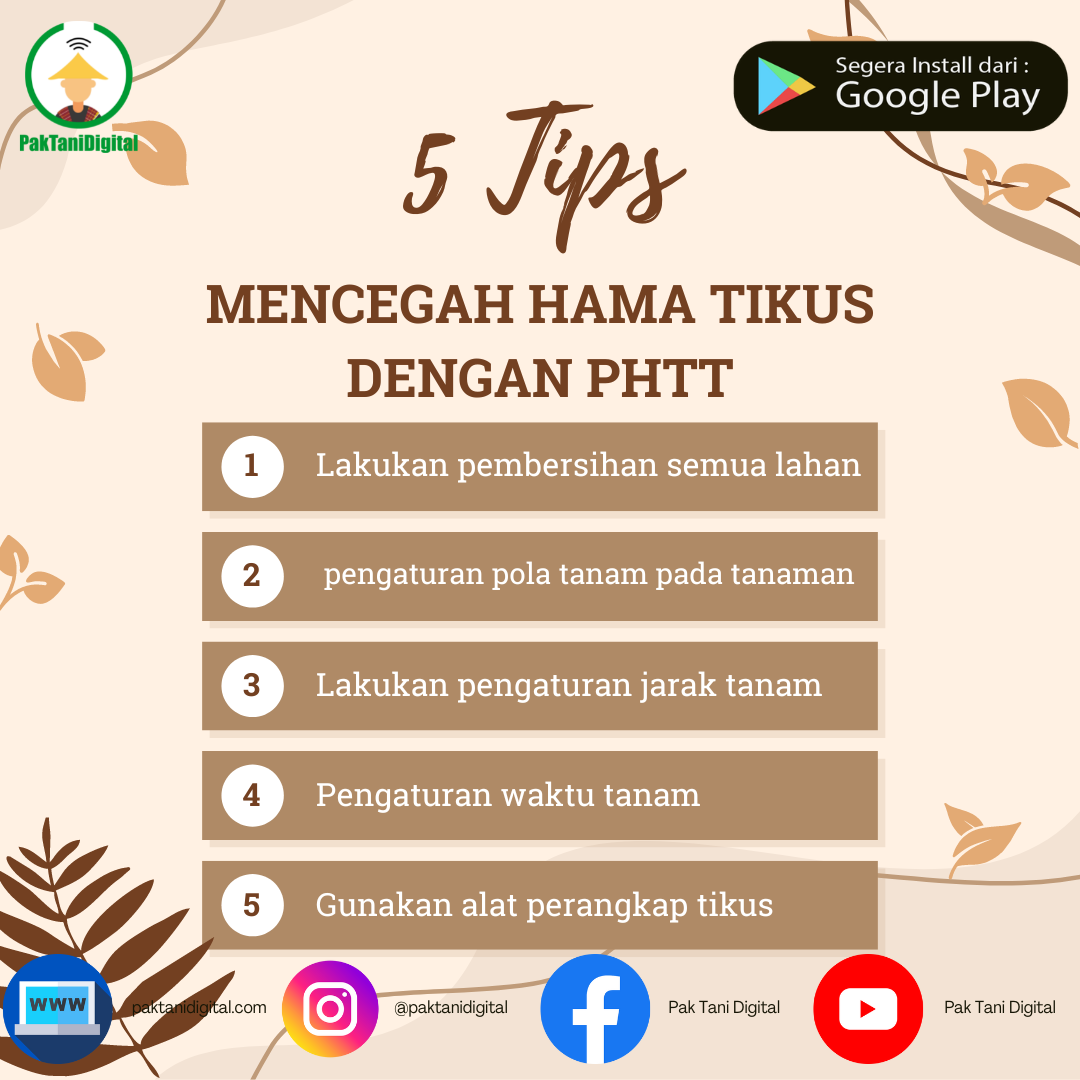 PakTaniDigital
Segera Install dari :
Google Play
5 Tips
MENCEGAH HAMA TIKUS
DENGAN PHTT
1 Lakukan pembersihan semua lahan
2 pengaturan pola tanam pada tanaman
3 Lakukan pengaturan jarak tanam
4 Pengaturan waktu tanam
5 Gunakan alat perangkap tikus
www paktanidigital.com @paktanidigital Pak Tani Digital Pak Tani Digital